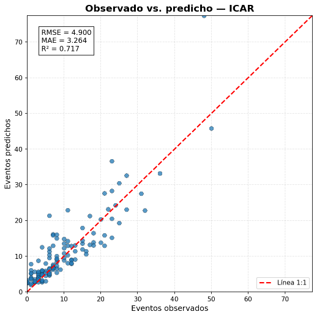 Observado vs. predicho — ICAR
RMSE = 4.900
MAE = 3.264
R² = 0.717
Eventos predichos
70
60
50
40
30
20
10
0
0 10 20 30 40 50 60 70
Línea 1:1
Eventos observados